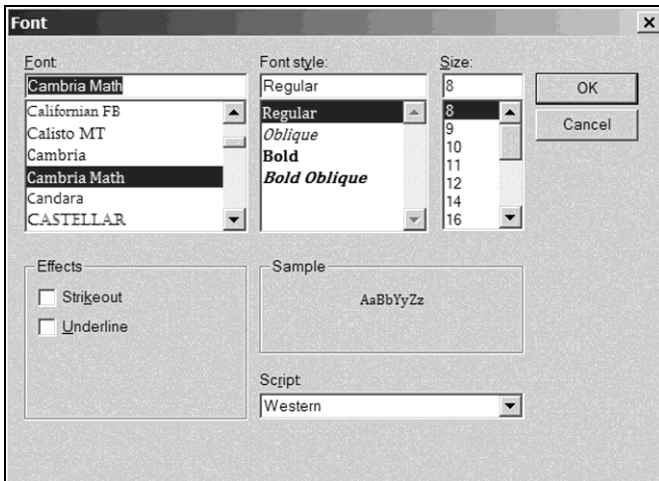 Font
Font:
Cambria Math
Californian FB
Calisto MT
Cambria
Cambria Math
Candara
CASTELLAR
Font style:
Regular
Regular
Oblique
Bold
Bold Oblique
Size:
8
8
9
10
11
12
14
16
OK
Cancel
Effects
Strikeout
Underline
Sample
AaBbYyZz
Script
Western